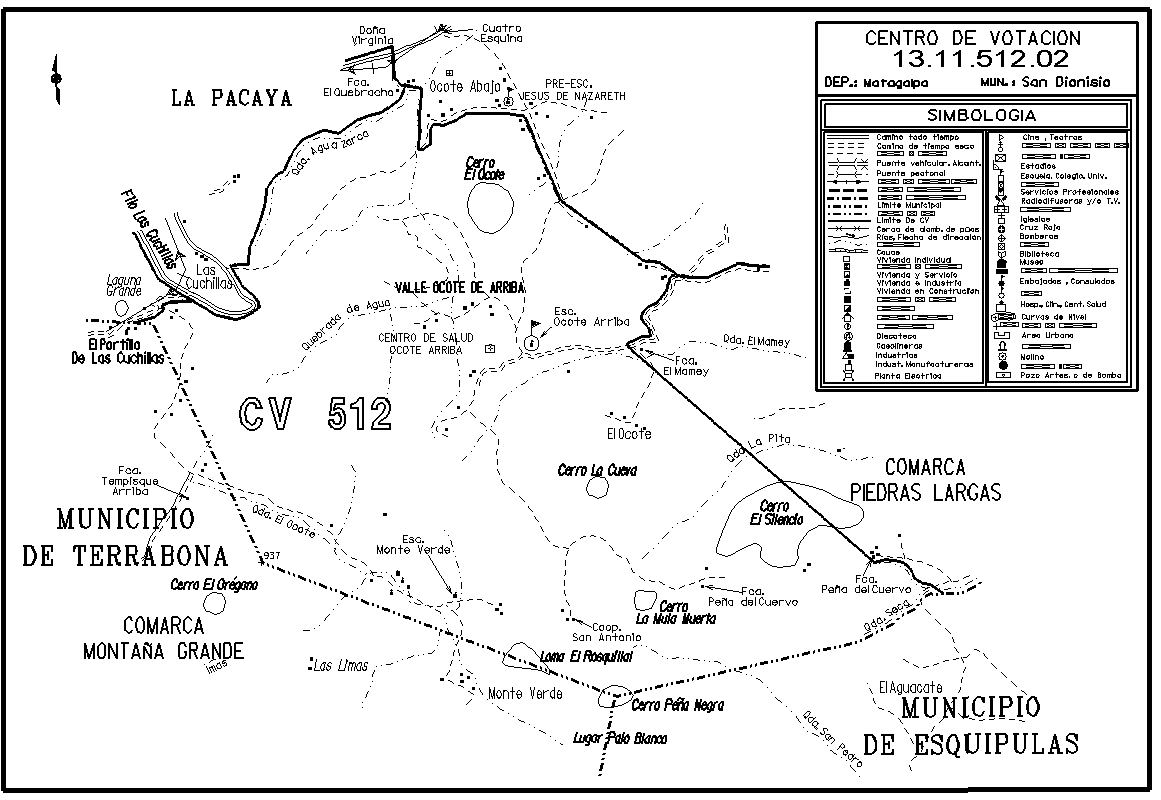 CENTRO DE VOTACION
13.11.512.02
DEP.: Matagalpa MUN.: San Dionisio
SIMBOLOGIA
Camino todo tiempo
Camino de tiempo seco
Puente vehicular, Alcant.
Puente peatonal
Limite Municipal
Limite De CV
Cerca de alamb. de púas
Rios, Flecha de dirección
Cauce
Vivienda individual
Vivienda y Servicio
Vivienda e Industria
Vivienda en Construcción
Discoteca
Gasolineras
Industrias
Indust. Manufactureras
Planta Electrica
Cine, Teatros
Estadios
Escuela, Colegio, Univ.
Servicios Profesionales
Radiodifusoras y/o T.V.
Iglesias
Cruz Roja
Bomberos
Biblioteca
Museo
Embajadas, Consulados
Hosp., Clin., Cent. Salud
Curvas de Nivel
Area Urbana
Molino
Pozo Artes. o de Bomba
Doña
Virginia
Cuatro
Esquina
Fca.
El Quebracho
Ocote Abajo
PRE-ESC.
JESUS DE NAZARETH
LA PACAYA
Qda. Agua Zarca
Cerro
El Ocote
Filo Las Cuchillas
Las
Cuchillas
Laguna
Grande
El Portillo
De Las Cuchillas
VALLE OCOTE DE ARRIBA
Quebrada de Agua
Esc.
Ocote Arriba
CENTRO DE SALUD
OCOTE ARRIBA
Qda. El Mamey
Fca.
El Mamey
CV 512
El Ocote
Qda. La Pita
Cerro La Cueva
COMARCA
PIEDRAS LARGAS
Fca.
Tempisque
Arriba
Cerro
El Silencio
MUNICIPIO
DE TERRABONA
Qda. El Ocote
Esc.
Monte Verde
937
Cerro El Orégano
Fca.
Peña del Cuervo
Fca.
Peña del Cuervo
Cerro
La Mula Muerta
Qda. Seca
COMARCA
MONTAÑA GRANDE
Coop.
San Antonio
limas
Las Limas
Loma El Rosquillal
Monte Verde
Cerro Peña Negra
El Aguacate
MUNICIPIO
DE ESQUIPULAS
Lugar Palo Blanco
Qda. San Pedro